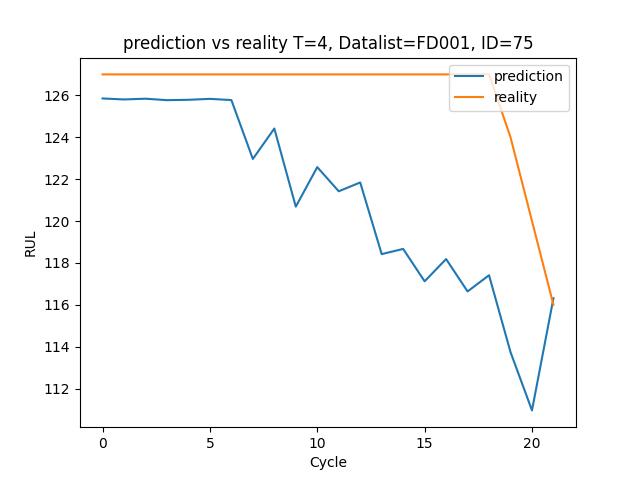 prediction vs reality T=4, Datalist=FD001, ID=75
prediction
reality
126
124
122
120
118
116
114
112
RUL
0 5 10 15 20
Cycle